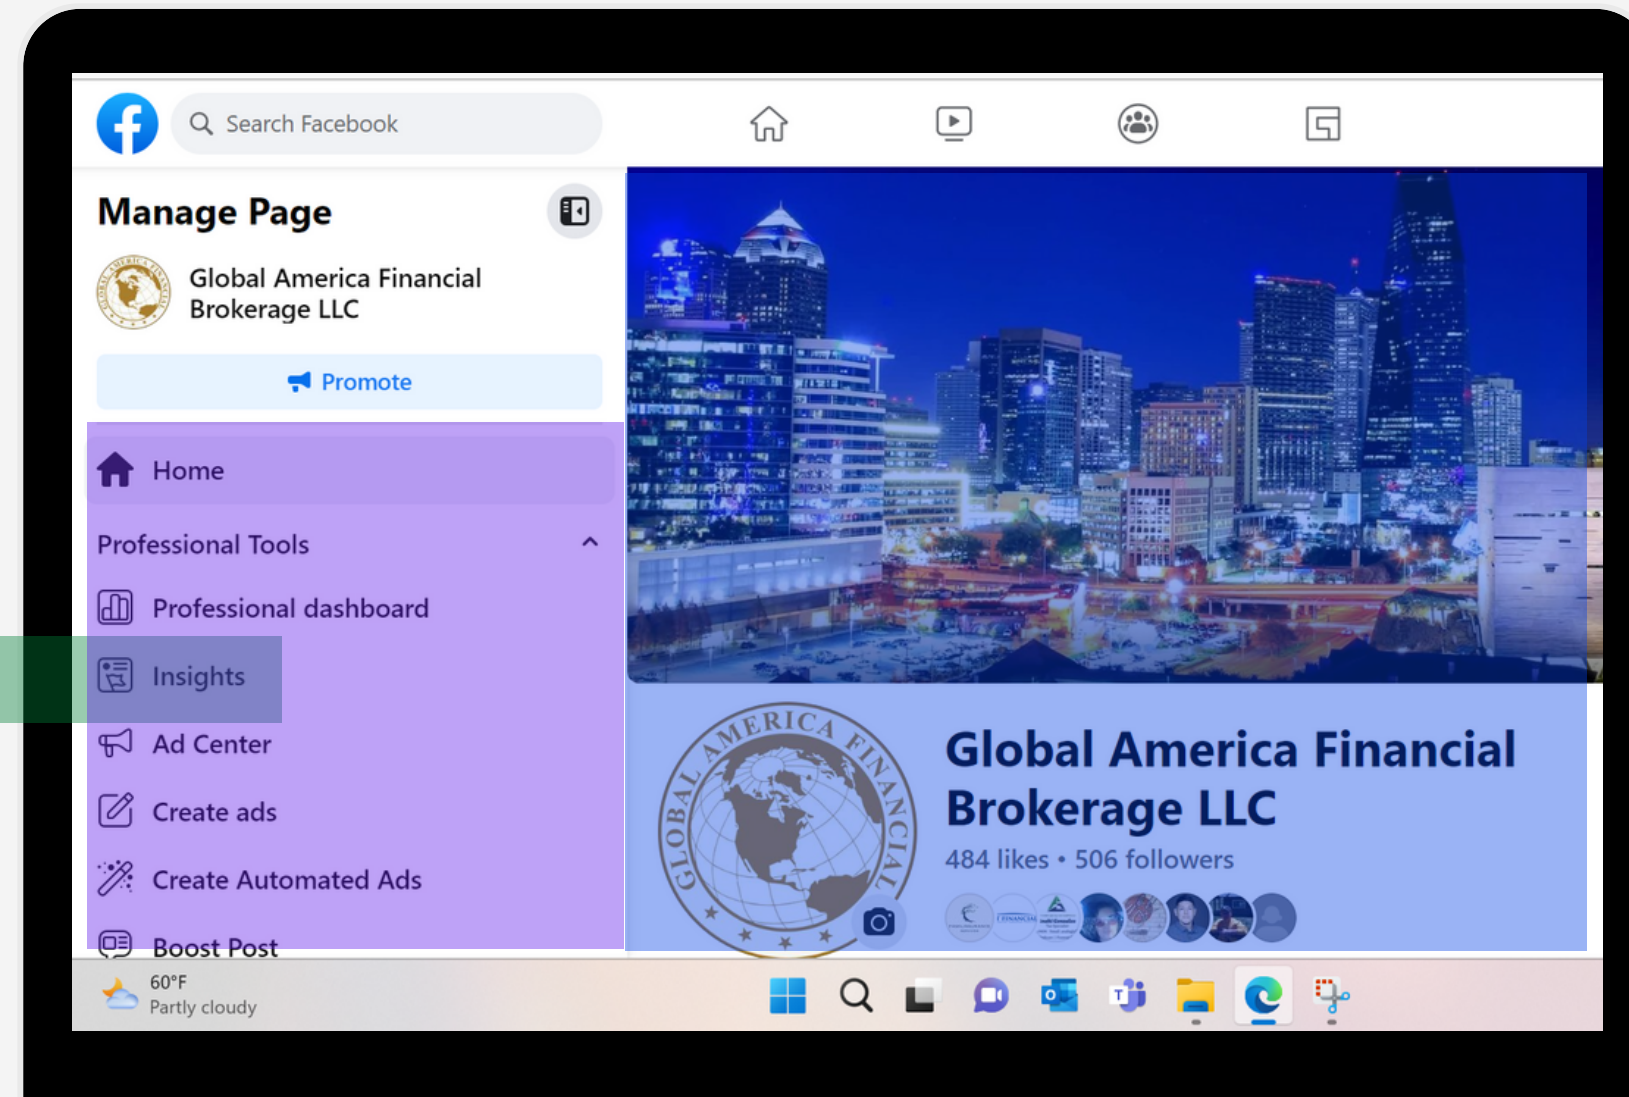 Search Facebook
Manage Page
Global America Financial
Brokerage LLC
Promote
Home
Professional Tools
Professional dashboard
Insights
Ad Center
Create ads
Create Automated Ads
Boost Post
GLOBAL AMERICA FINANCIAL
Global America Financial
Brokerage LLC
484 likes • 506 followers
60°F
Partly cloudy